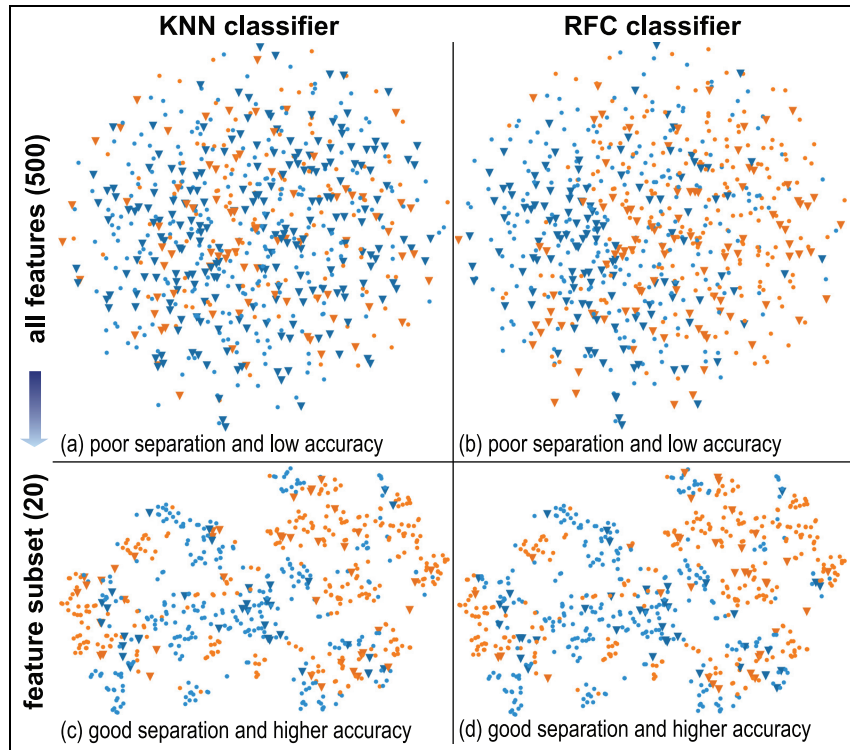 KNN classifier
RFC classifier
all features (500)
(a) poor separation and low accuracy
(b) poor separation and low accuracy
feature subset (20)
(c) good separation and higher accuracy
(d) good separation and higher accuracy